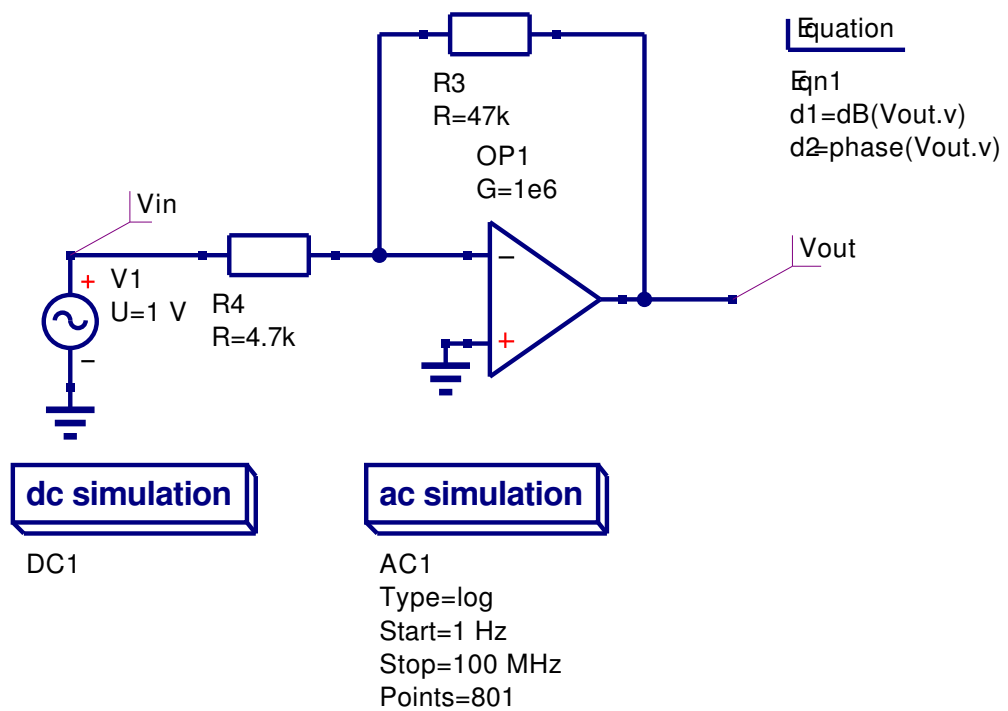 Equation
Eqn1
d1=dB(Vout.v)
d2=phase(Vout.v)
R3
R=47k
OP1
G=1e6
Vin
Vout
V1
U=1 V
R4
R=4.7k
+
−
−
+
dc simulation
DC1
ac simulation
AC1
Type=log
Start=1 Hz
Stop=100 MHz
Points=801